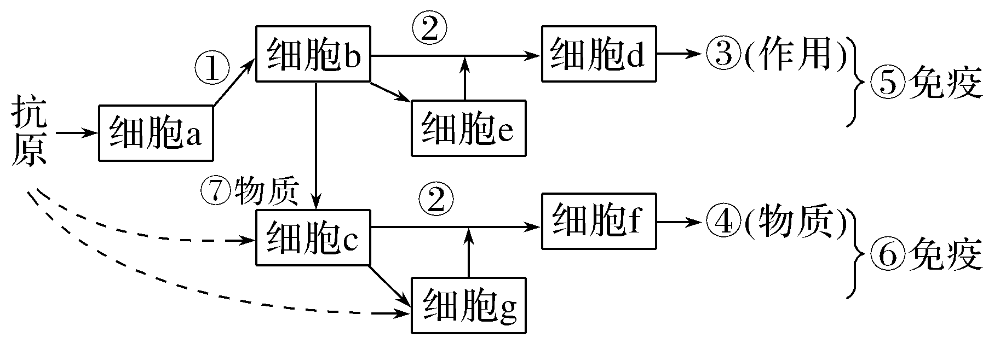 抗原
细胞a
①
细胞b
②
细胞d
③(作用)
⑤免疫
细胞e
⑦物质
细胞c
②
细胞f
④(物质)
⑥免疫
细胞g